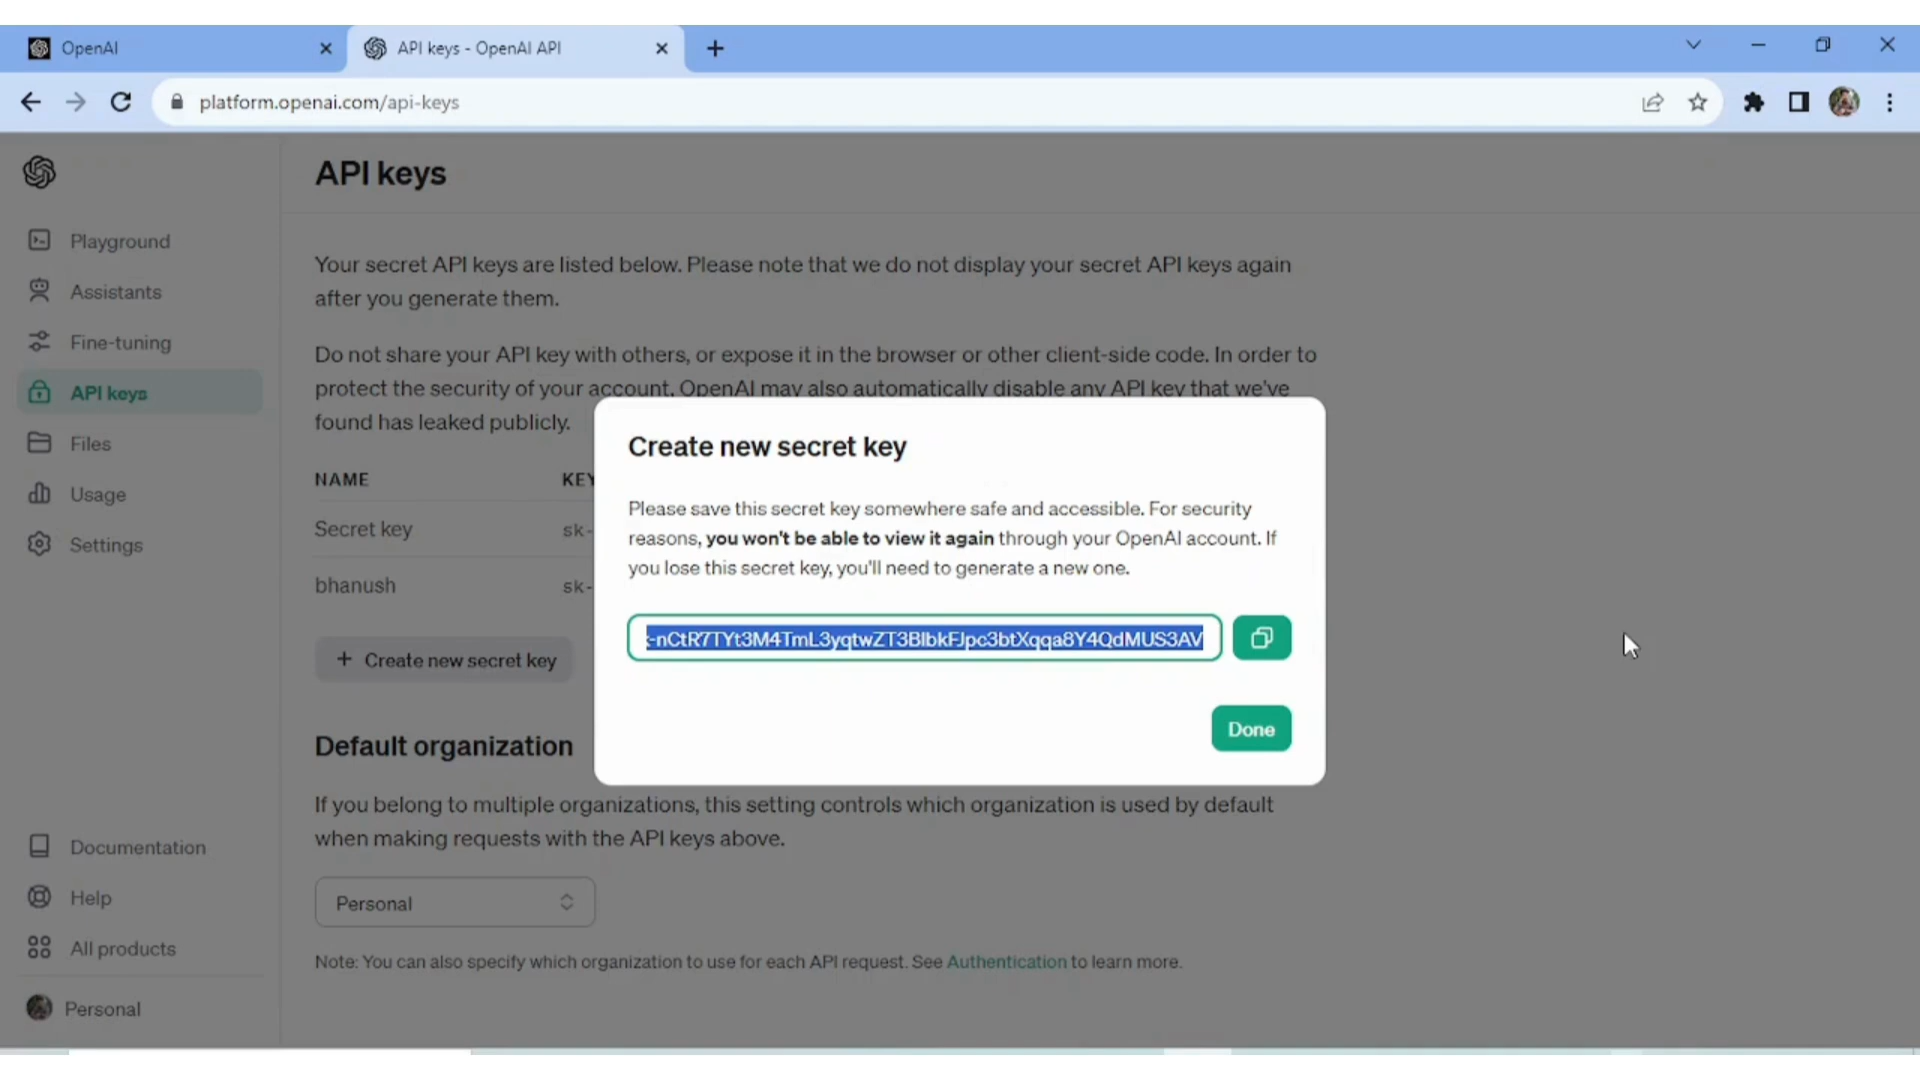 OpenAI
API keys - OpenAI API
platform.openai.com/api-keys
API keys
Playground
Assistants
Fine-tuning
API keys
Files
Usage
Settings
Documentation
Help
All products
Personal
Your secret API keys are listed below. Please note that we do not display your secret API keys again
after you generate them.
Do not share your API key with others, or expose it in the browser or other client-side code. In order to
protect the security of your account, OpenAI may also automatically disable any API key that we've
found has leaked publicly.
NAME KEY
Secret key sk-
bhanush sk-
+ Create new secret key
Create new secret key
Please save this secret key somewhere safe and accessible. For security
reasons, you won't be able to view it again through your OpenAI account. If
you lose this secret key, you'll need to generate a new one.
Done
Default organization
If you belong to multiple organizations, this setting controls which organization is used by default
when making requests with the API keys above.
Personal
Note: You can also specify which organization to use for each API request. See Authentication to learn more.